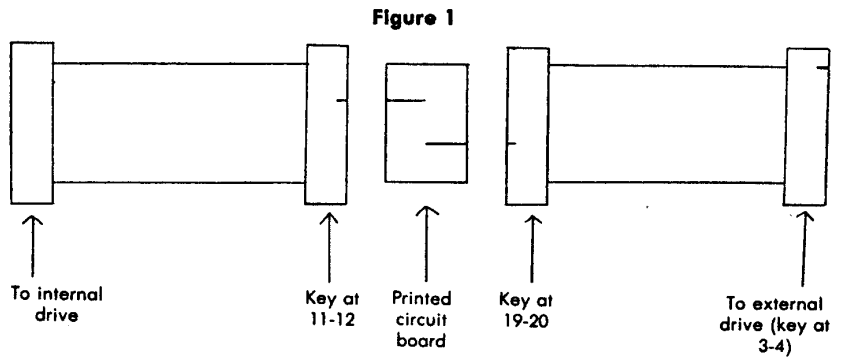 Figure 1
To internal
drive
Key at
11-12
Printed
circuit
board
Key at
19-20
To external
drive (key at
3-4)